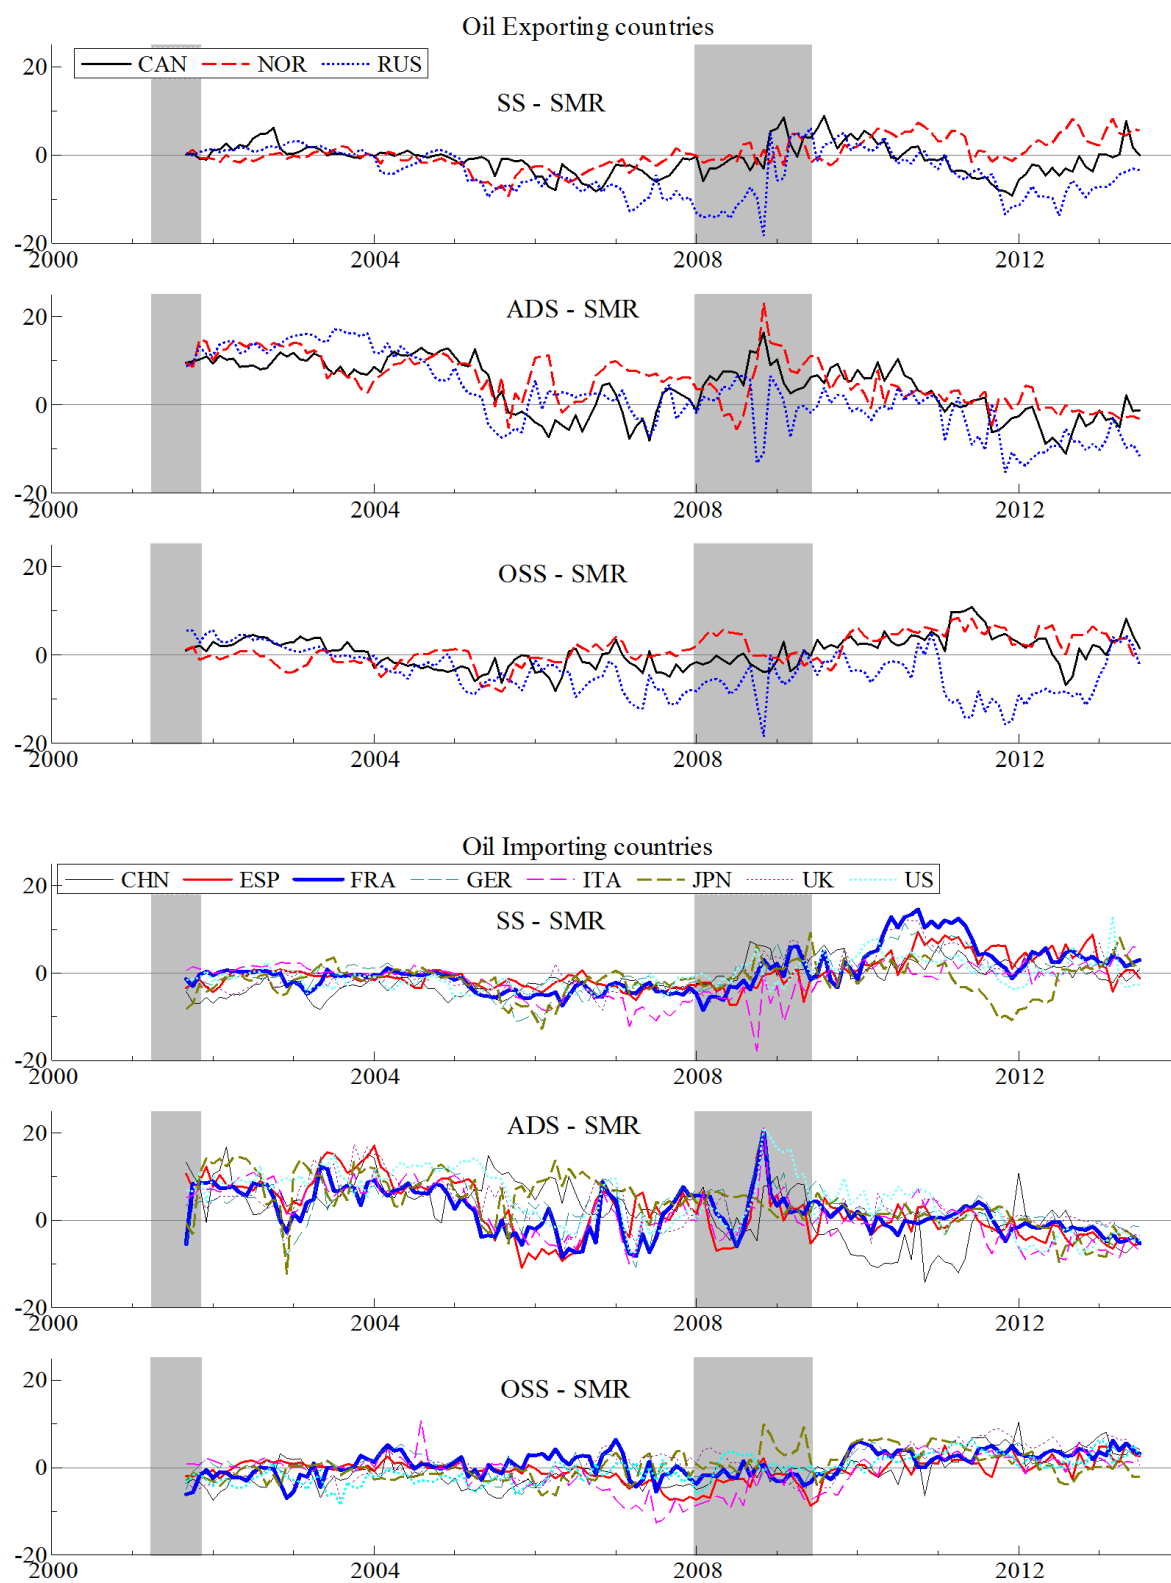 Oil Exporting countries
CAN NOR RUS
SS - SMR
20
0
-20
2000 2004 2008 2012
ADS - SMR
20
0
-20
2000 2004 2008 2012
OSS - SMR
20
0
-20
2000 2004 2008 2012
Oil Importing countries
CHN ESP FRA GER ITA JPN UK US
SS - SMR
20
0
-20
2000 2004 2008 2012
ADS - SMR
20
0
-20
2000 2004 2008 2012
OSS - SMR
20
0
-20
2000 2004 2008 2012